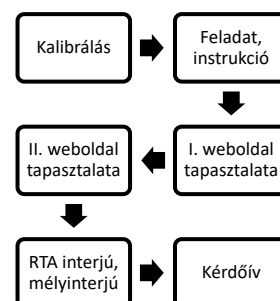 Kalibrálás
Feladat,
instrukció
I. weboldal
tapasztalata
II. weboldal
tapasztalata
RTA interjú,
mélyinterjú
Kérdőív